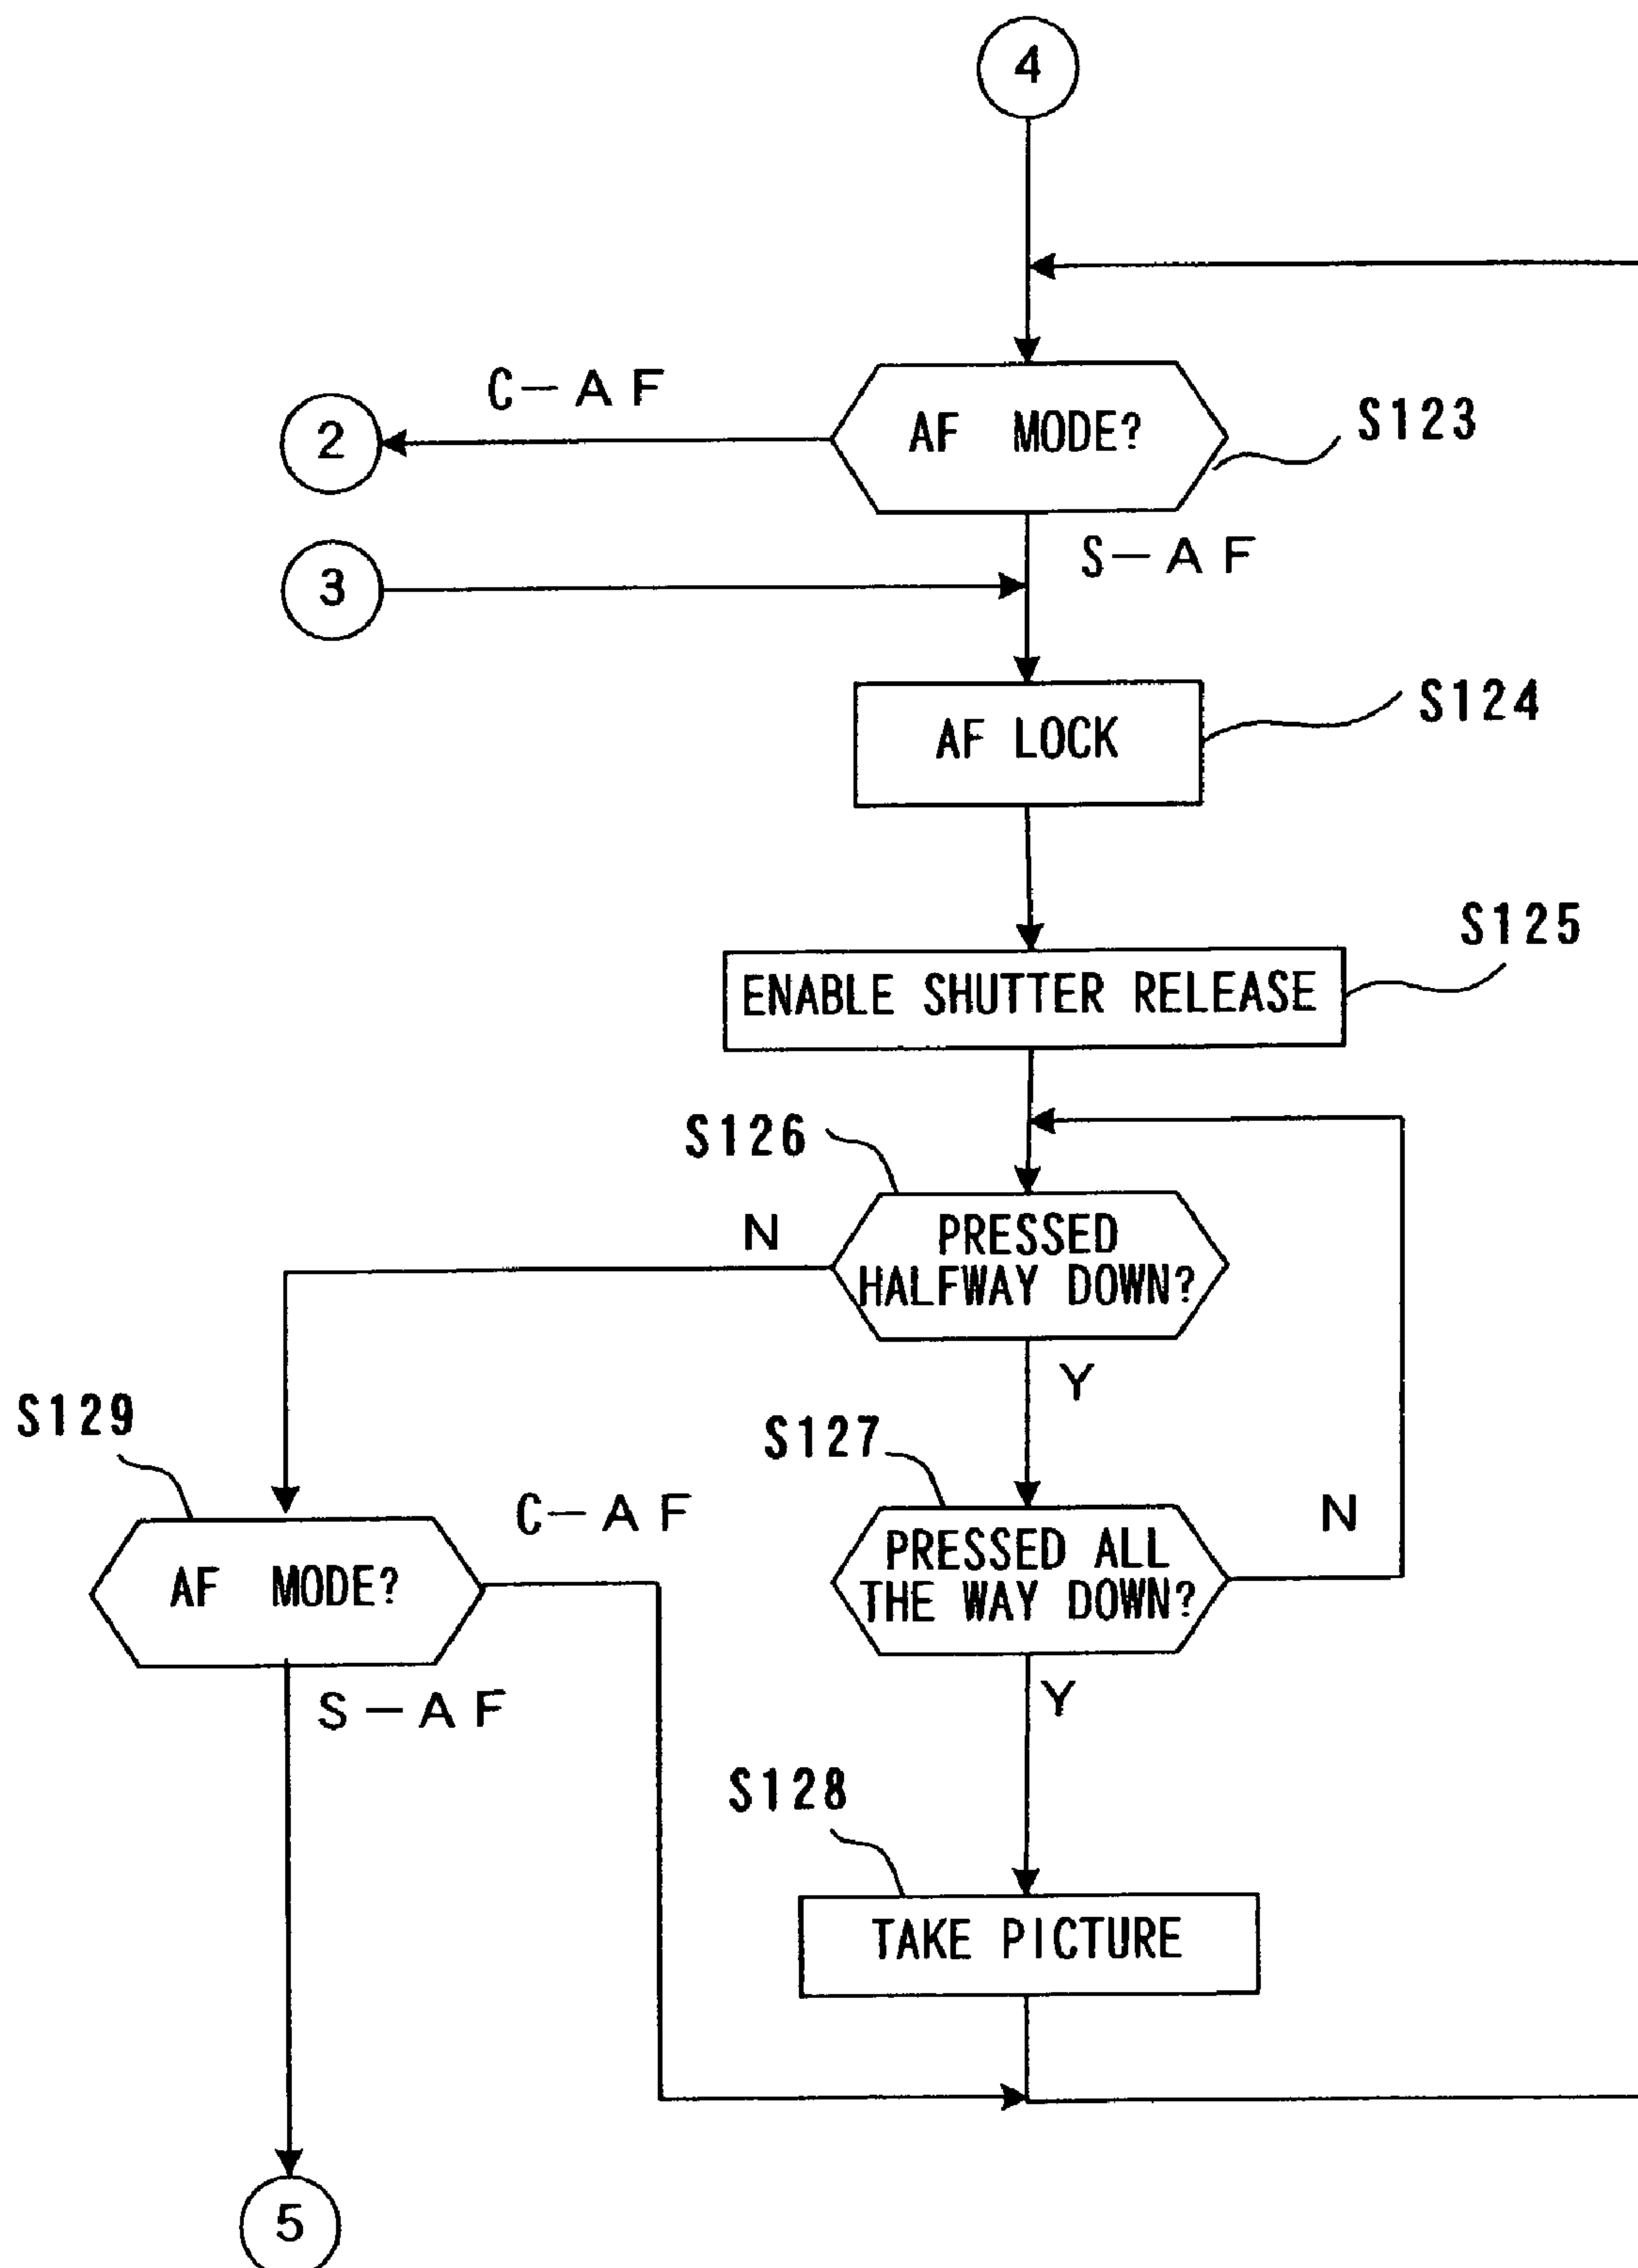 4
C-AF
AF MODE?
S123
2
S-AF
3
AF LOCK
S124
S125
ENABLE SHUTTER RELEASE
S126
N
PRESSED
HALFWAY DOWN?
Y
S129
S127
C-AF
N
PRESSED ALL
THE WAY DOWN?
AF MODE?
Y
S-AF
S128
TAKE PICTURE
5